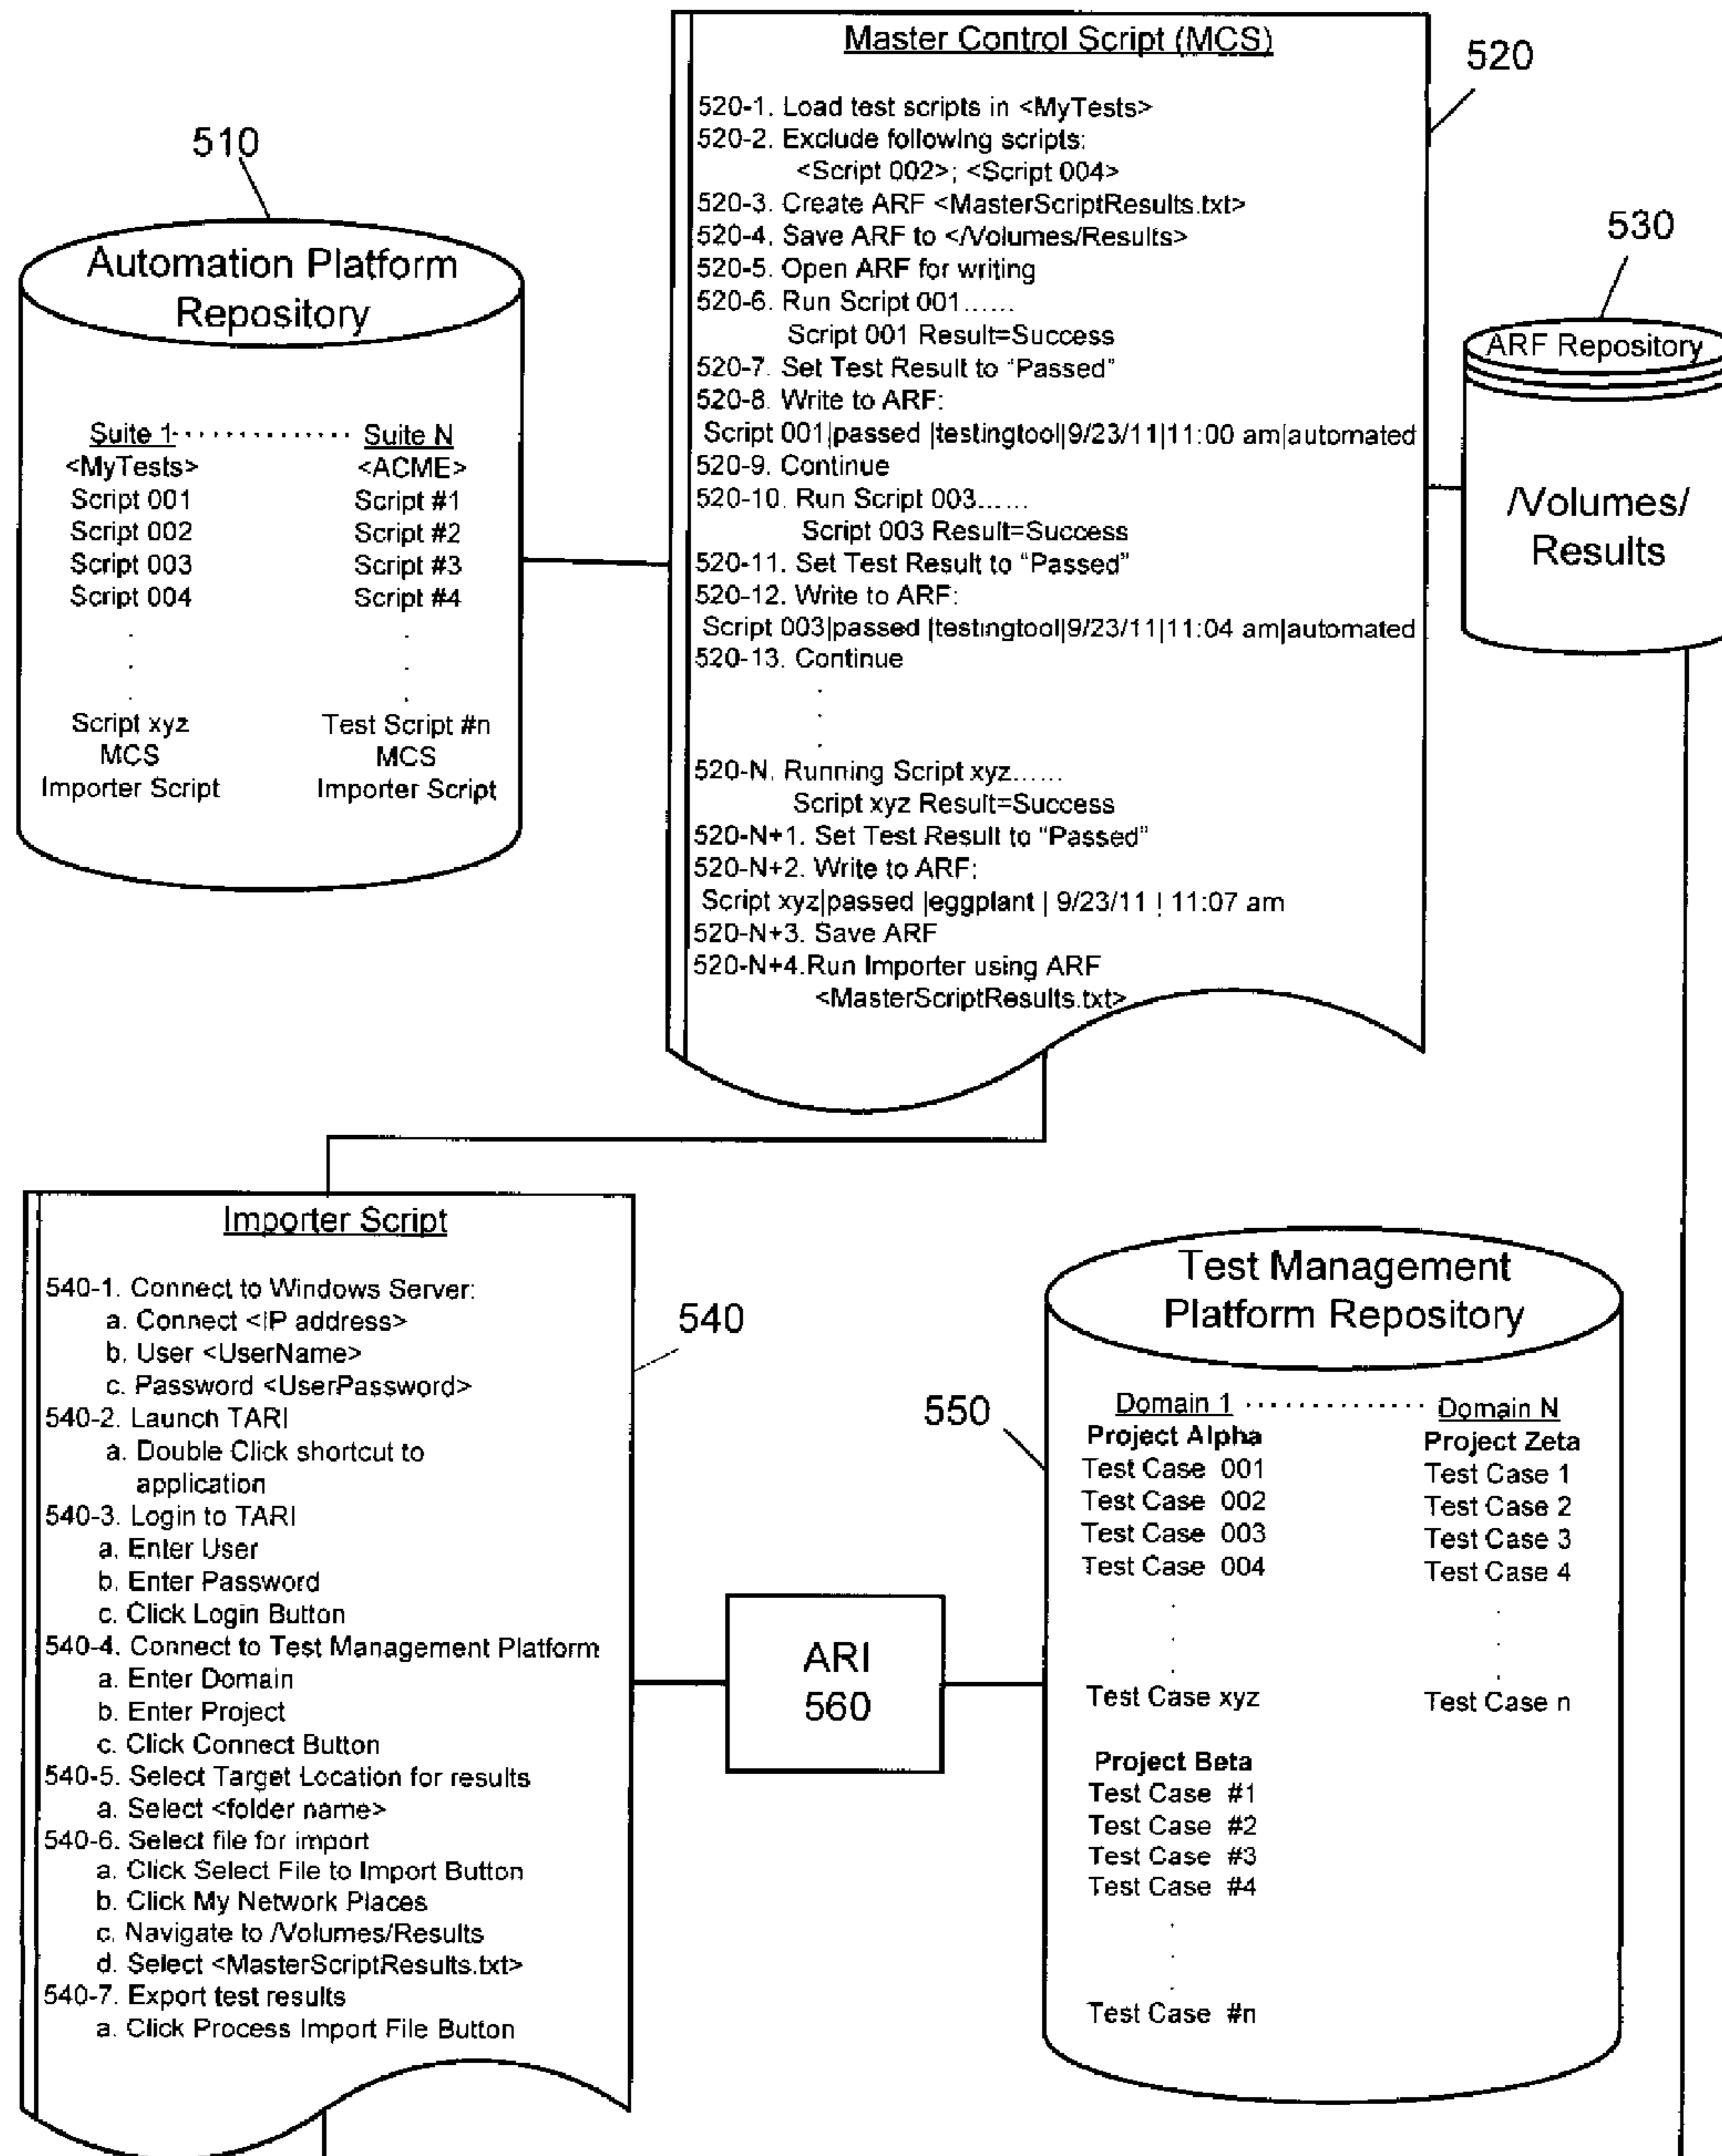 510
Automation Platform
Repository
Suite 1 .............. Suite N
<MyTests> <ACME>
Script 001 Script #1
Script 002 Script #2
Script 003 Script #3
Script 004 Script #4
. .
. .
. .
Script xyz Test Script #n
MCS MCS
Importer Script Importer Script
Master Control Script (MCS)
520
520-1. Load test scripts in <MyTests>
520-2. Exclude following scripts:
<Script 002>; <Script 004>
520-3. Create ARF <MasterScriptResults.txt>
520-4. Save ARF to </Volumes/Results>
520-5. Open ARF for writing
520-6. Run Script 001......
Script 001 Result=Success
520-7. Set Test Result to "Passed"
520-8. Write to ARF:
Script 001|passed |testingtool|9/23/11|11:00 am|automated
520-9. Continue
520-10. Run Script 003......
Script 003 Result=Success
520-11. Set Test Result to "Passed"
520-12. Write to ARF:
Script 003|passed |testingtool|9/23/11|11:04 am|automated
520-13. Continue
.
.
.
520-N. Running Script xyz......
Script xyz Result=Success
520-N+1. Set Test Result to "Passed"
520-N+2. Write to ARF:
Script xyz|passed |eggplant | 9/23/11 | 11:07 am
520-N+3. Save ARF
520-N+4.Run Importer using ARF
<MasterScriptResults.txt>
530
ARF Repository
/Volumes/
Results
Importer Script
540
540-1. Connect to Windows Server:
a. Connect <IP address>
b. User <UserName>
c. Password <UserPassword>
540-2. Launch TARI
a. Double Click shortcut to
application
540-3. Login to TARI
a. Enter User
b. Enter Password
c. Click Login Button
540-4. Connect to Test Management Platform
a. Enter Domain
b. Enter Project
c. Click Connect Button
540-5. Select Target Location for results
a. Select <folder name>
540-6. Select file for import
a. Click Select File to Import Button
b. Click My Network Places
c. Navigate to /Volumes/Results
d. Select <MasterScriptResults.txt>
540-7. Export test results
a. Click Process Import File Button
ARI
560
550
Test Management
Platform Repository
Domain 1 .............. Domain N
Project Alpha Project Zeta
Test Case 001 Test Case 1
Test Case 002 Test Case 2
Test Case 003 Test Case 3
Test Case 004 Test Case 4
. .
. .
. .
Test Case xyz Test Case n
Project Beta
Test Case #1
Test Case #2
Test Case #3
Test Case #4
.
.
.
Test Case #n